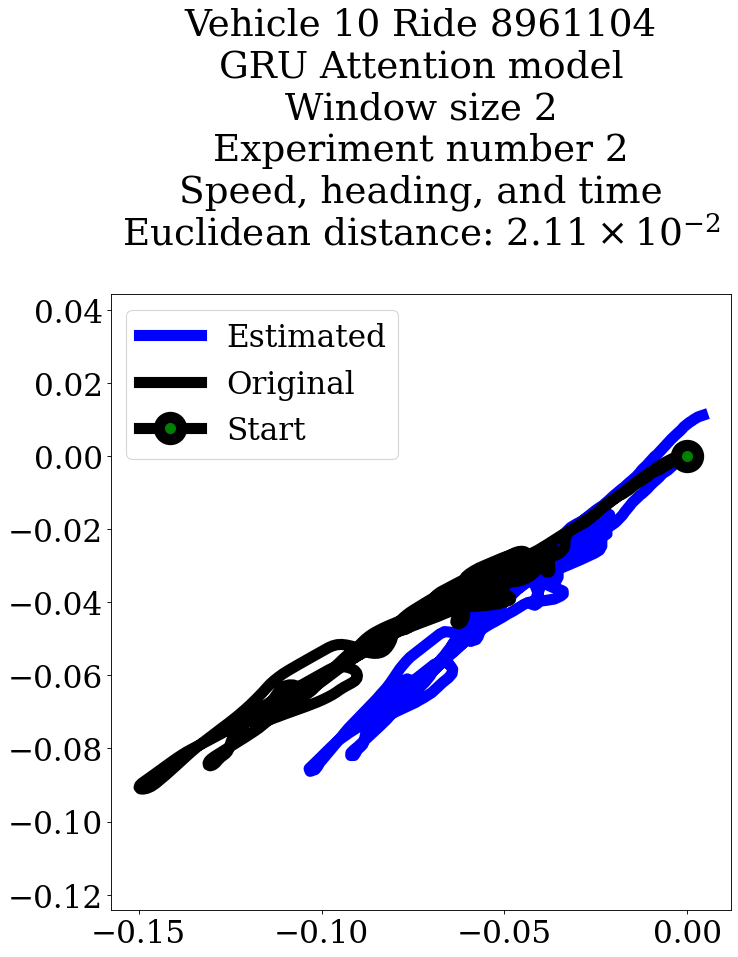 Vehicle 10 Ride 8961104
GRU Attention model
Window size 2
Experiment number 2
Speed, heading, and time
Euclidean distance: 2.11 × 10⁻²
Estimated
Original
Start
0.04
0.02
0.00
−0.02
−0.04
−0.06
−0.08
−0.10
−0.12
−0.15
−0.10
−0.05
0.00